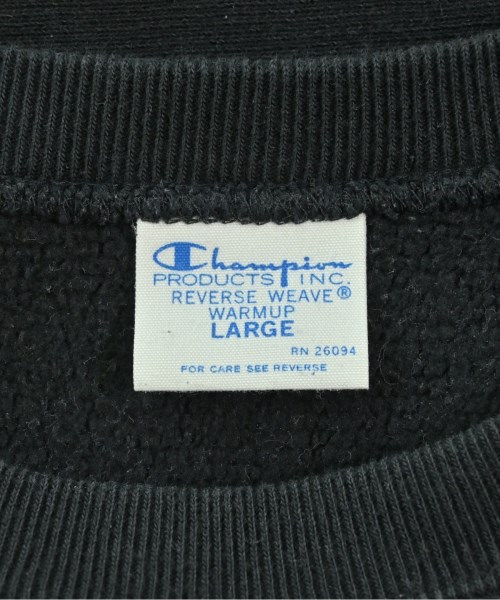 Champion
PRODUCTS INC.
REVERSE WEAVE®
WARMUP
LARGE
RN 26094
FOR CARE SEE REVERSE